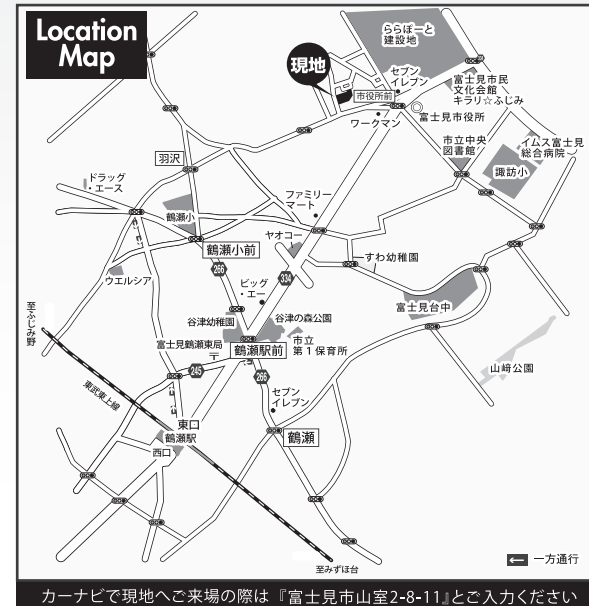 Location
Map
ららぽーと
建設地
現地
セブン
イレブン
市役所前
富士見市民
文化会館
キラリ☆ふじみ
富士見市役所
ワークマン
市立中央
図書館
イムス富士見
総合病院
諏訪小
羽沢
ドラッグ
・エース
ファミリー
マート
鶴瀬小
ヤオコー
すわ幼稚園
鶴瀬小前
266
334
ウエルシア
ビッグ
・エー
富士見台中
至ふじみ野
谷津幼稚園
谷津の森公園
富士見鶴瀬東局
〒
鶴瀬駅前
市立
第1保育所
山崎公園
245
266
セブン
イレブン
東武東上線
東口
鶴瀬駅
西口
鶴瀬
至みずほ台
一方通行
カーナビで現地へご来場の際は『富士見市山室2-8-11』とご入力ください